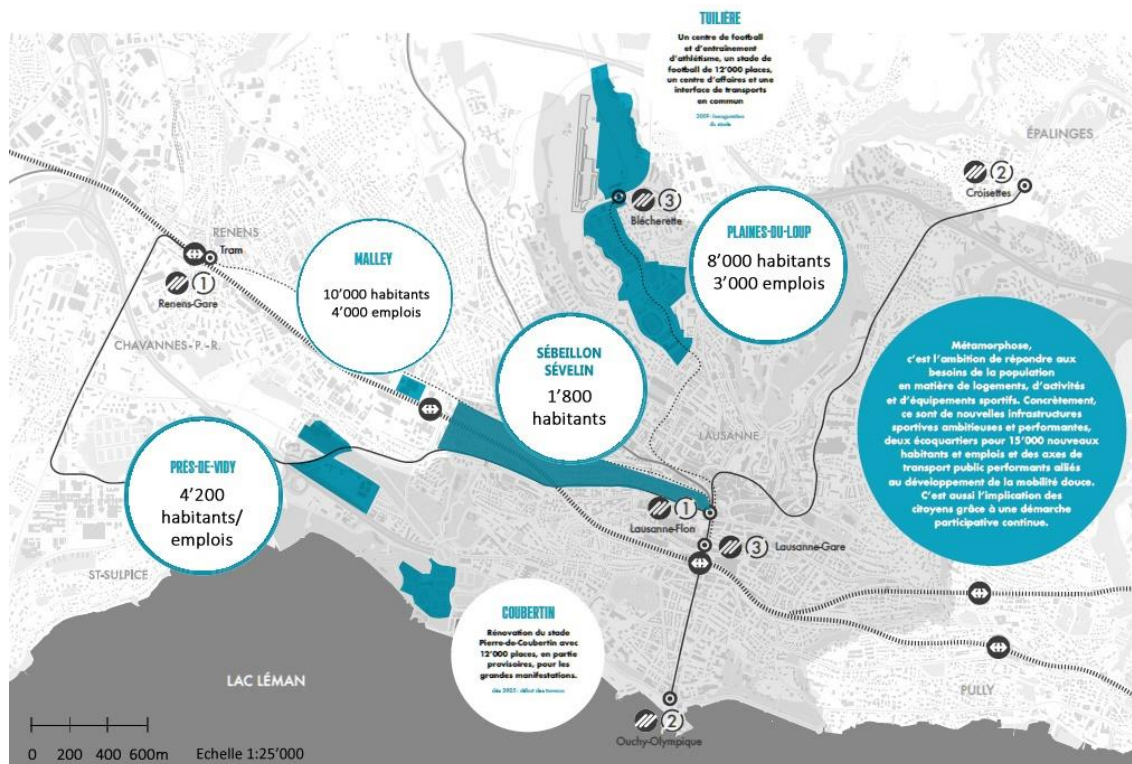 TUILIÈRE
Un centre de football
et d'entraînement
d'athlétisme, un stade de
football de 12'000 places,
un centre d'affaires et une
interface de transports
en commun
du stade
ÉPALINGES
2
Croisettes
3
Blécherette
PLAINES-DU-LOUP
8'000 habitants
3'000 emplois
RENENS
Tram
1
Renens-Gare
MALLEY
10'000 habitants
4'000 emplois
CHAVANNES-P.-R.
SÉBEILLON
SÉVELIN
1'800
habitants
Métamorphose,
c'est l'ambition de répondre aux
besoins de la population
en matière de logements, d'activités
et d'équipements sportifs. Concrètement,
ce sont de nouvelles infrastructures
sportives ambitieuses et performantes,
deux écoquartiers pour 15'000 nouveaux
habitants et emplois et des axes de
transport public performants alliés
au développement de la mobilité douce.
C'est aussi l'implication des
citoyens grâce à une démarche
participative continue.
LAUSANNE
PRÉS-DE-VIDY
4'200
habitants/
emplois
1
Lausanne-Flon
3
Lausanne-Gare
ST-SULPICE
COUBERTIN
Rénovation du stade
Pierre-de-Coubertin avec
12'000 places, en partie
provisoires, pour les
grandes manifestations.
début des travaux
LAC LÉMAN
PULLY
2
Ouchy-Olympique
0 200 400 600m Echelle 1:25'000